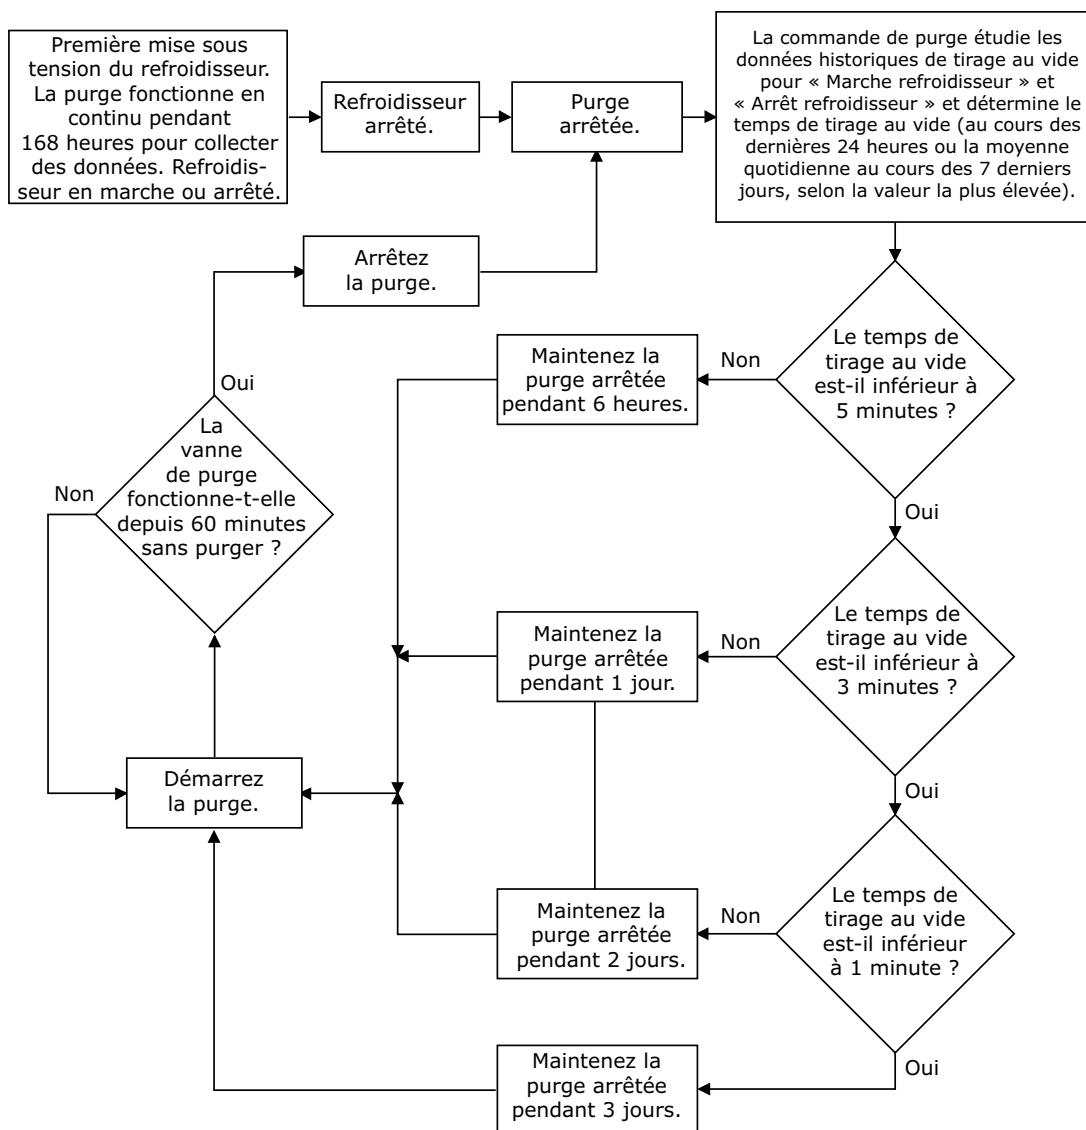 Première mise sous
tension du refroidisseur.
La purge fonctionne en
continu pendant
168 heures pour collecter
des données. Refroidis-
seur en marche ou arrêté.
Refroidisseur
arrêté.
Purge
arrêtée.
La commande de purge étudie les
données historiques de tirage au vide
pour « Marche refroidisseur » et
« Arrêt refroidisseur » et détermine le
temps de tirage au vide (au cours des
dernières 24 heures ou la moyenne
quotidienne au cours des 7 derniers
jours, selon la valeur la plus élevée).
Arrêtez
la purge.
Le temps de
tirage au vide
est-il inférieur à
5 minutes ?
Non
Maintenez la
purge arrêtée
pendant 6 heures.
Oui
Oui
La
vanne
de purge
fonctionne-t-elle
depuis 60 minutes
sans purger ?
Non
Le temps de
tirage au vide
est-il inférieur à
3 minutes ?
Non
Maintenez la
purge arrêtée
pendant 1 jour.
Oui
Démarrez
la purge.
Le temps de
tirage au vide
est-il inférieur
à 1 minute ?
Non
Maintenez la
purge arrêtée
pendant 2 jours.
Oui
Maintenez la
purge arrêtée
pendant 3 jours.